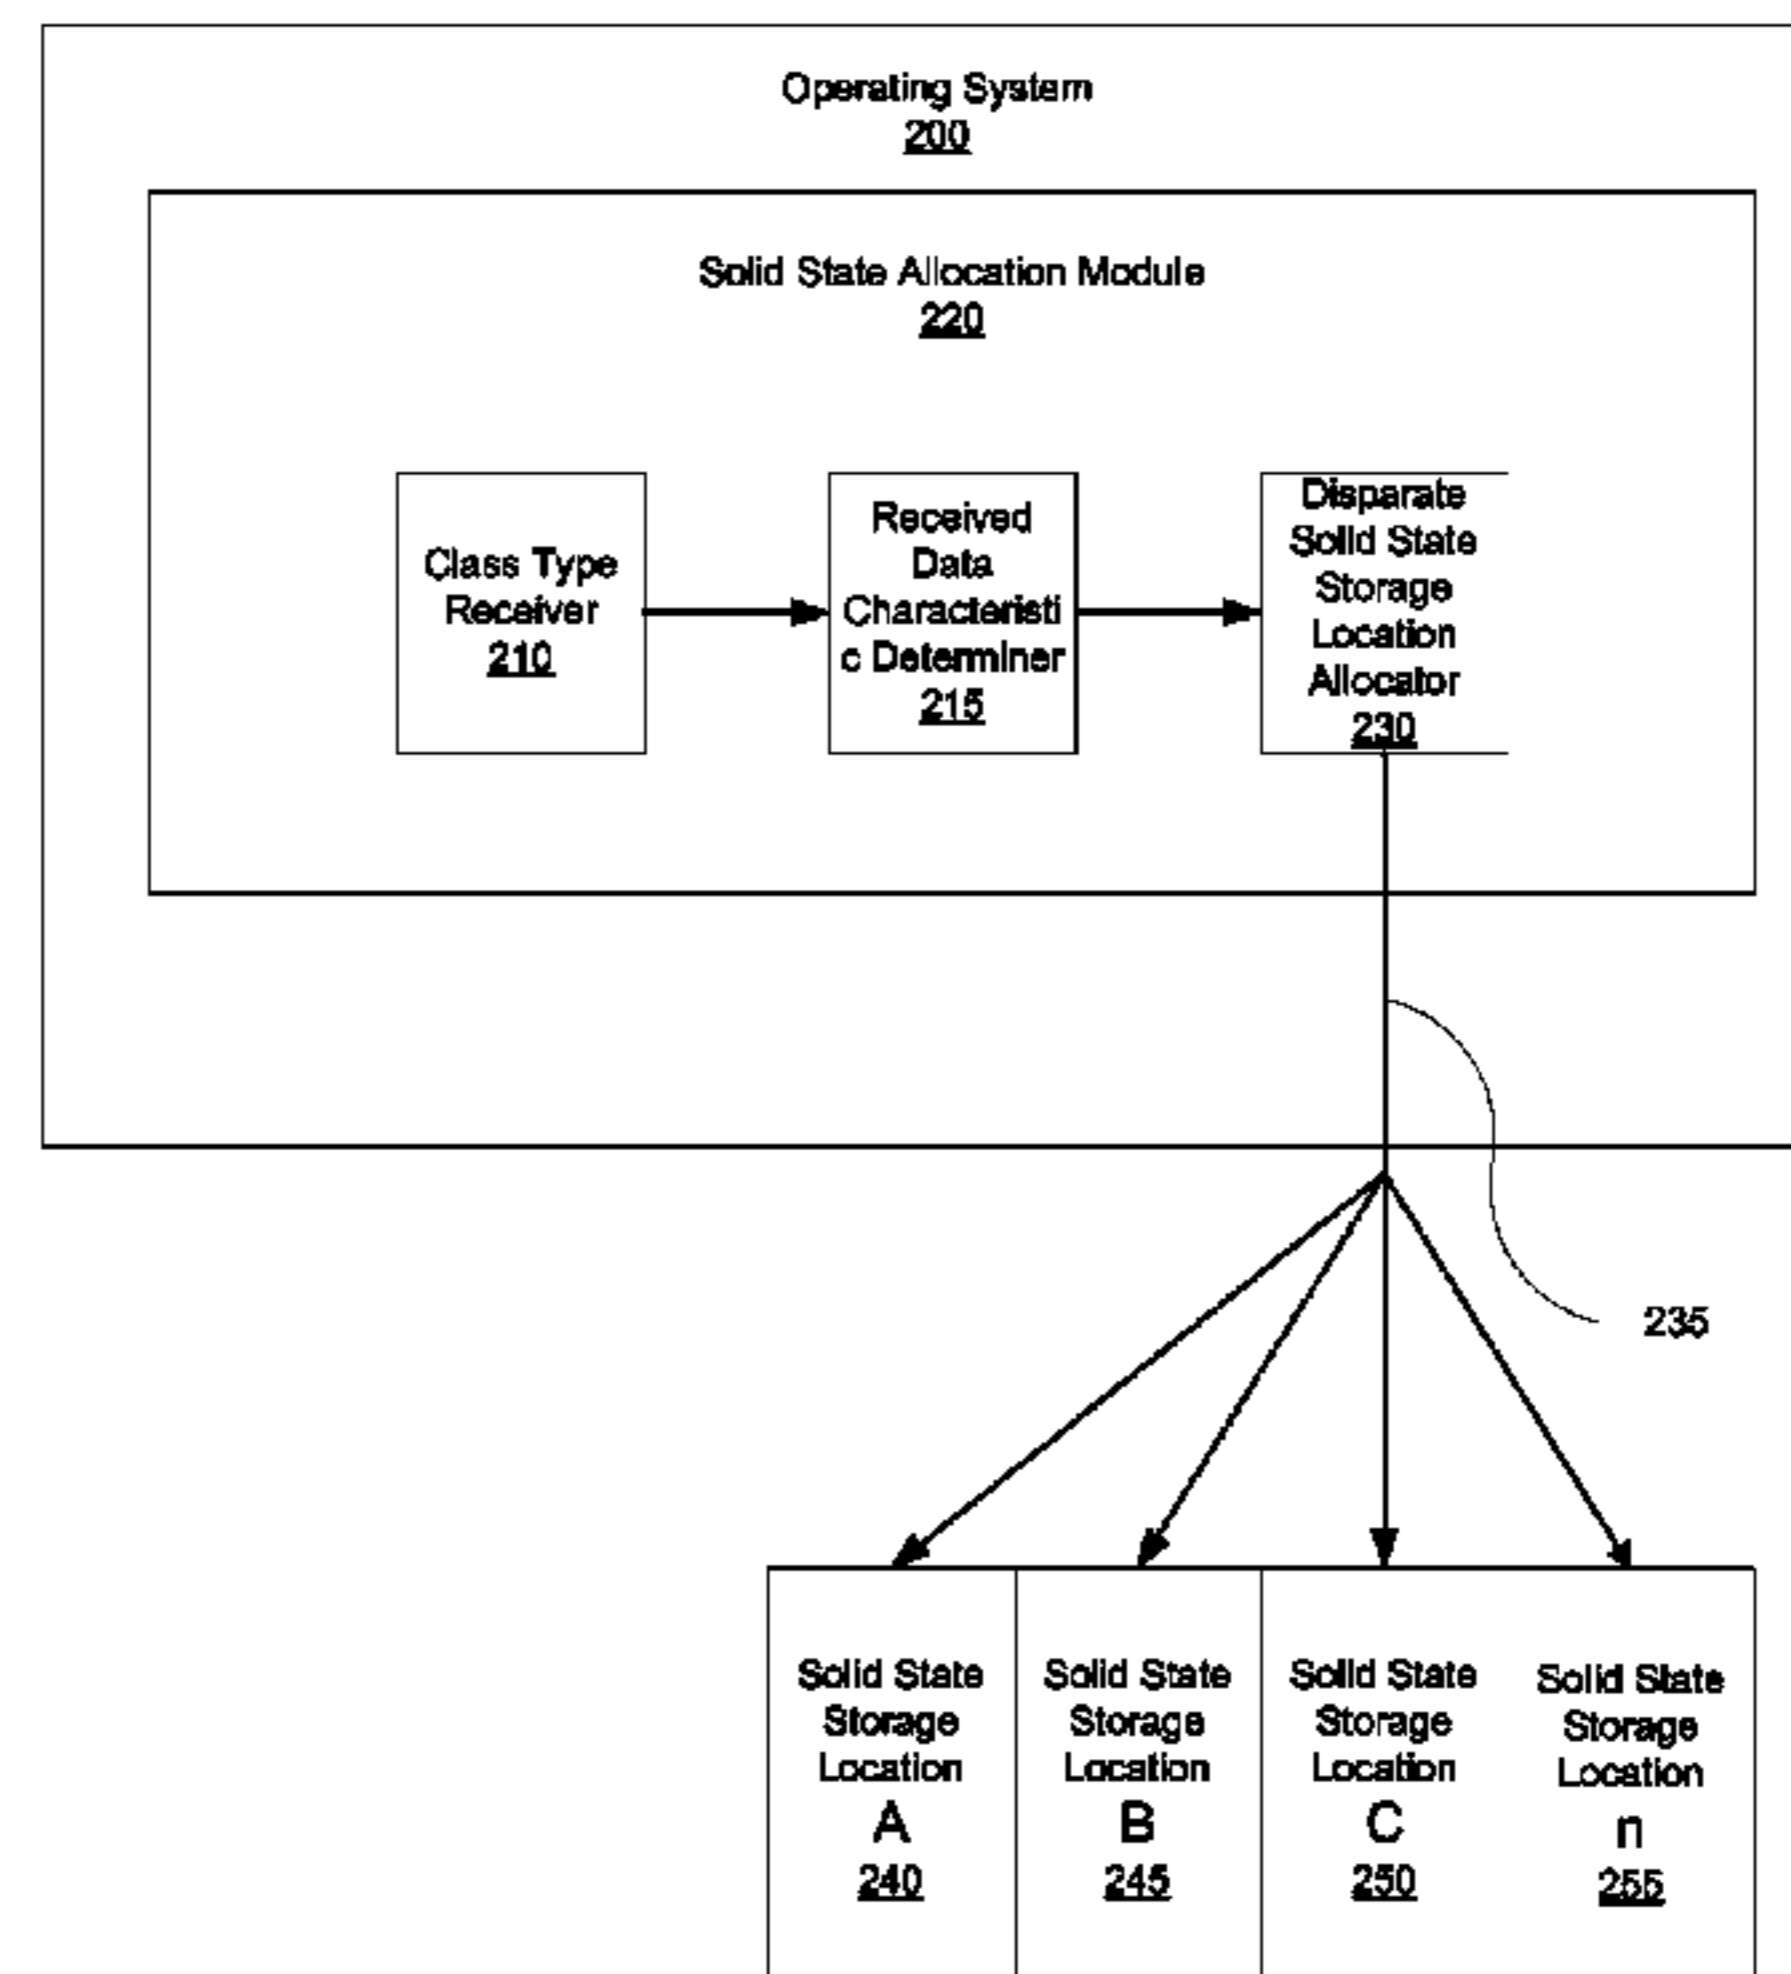 Operating System
200
Solid State Allocation Module
220
Class Type
Receiver
210
Received
Data
Characteristi
c Determiner
215
Disparate
Solid State
Storage
Location
Allocator
230
235
Solid State
Storage
Location
A
240
Solid State
Storage
Location
B
245
Solid State
Storage
Location
C
250
Solid State
Storage
Location
n
255